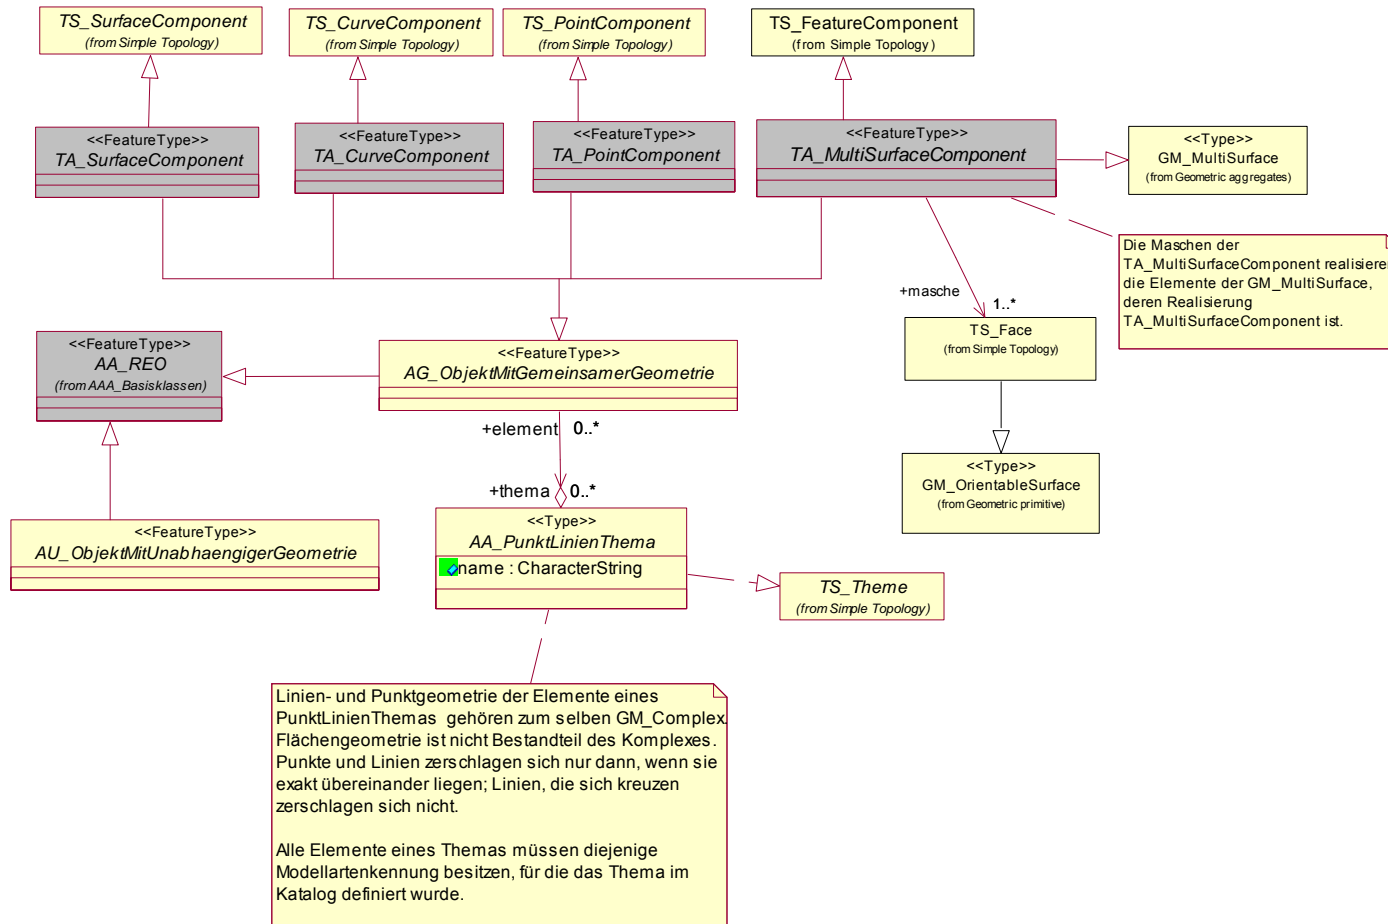 TS_SurfaceComponent
(from Simple Topology)
TS_CurveComponent
(from Simple Topology)
TS_PointComponent
(from Simple Topology)
TS_FeatureComponent
(from Simple Topology)
<<FeatureType>>
TA_SurfaceComponent
<<FeatureType>>
TA_CurveComponent
<<FeatureType>>
TA_PointComponent
<<FeatureType>>
TA_MultiSurfaceComponent
<<Type>>
GM_MultiSurface
(from Geometric aggregates)
Die Maschen der
TA_MultiSurfaceComponent realisieren
die Elemente der GM_MultiSurface,
deren Realisierung
TA_MultiSurfaceComponent ist.
+masche
1..*
TS_Face
(from Simple Topology)
<<FeatureType>>
AA_REO
(from AAA_Basisklassen)
<<FeatureType>>
AG_ObjektMitGemeinsamerGeometrie
+element
0..*
+thema
0..*
<<Type>>
GM_OrientableSurface
(from Geometric primitive)
<<FeatureType>>
AU_ObjektMitUnabhaengigerGeometrie
<<Type>>
AA_PunktLinienThema
name : CharacterString
TS_Theme
(from Simple Topology)
Linien- und Punktgeometrie der Elemente eines
PunktLinienThemas gehören zum selben GM_Complex.
Flächengeometrie ist nicht Bestandteil des Komplexes.
Punkte und Linien zerschlagen sich nur dann, wenn sie
exakt übereinander liegen; Linien, die sich kreuzen
zerschlagen sich nicht.
Alle Elemente eines Themas müssen diejenige
Modellartenkennung besitzen, für die das Thema im
Katalog definiert wurde.